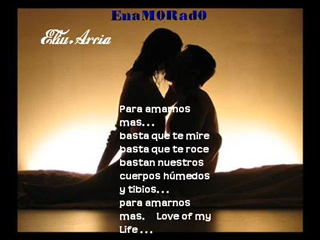 EnaM0Rad0
Eliu.Arcia
Para amarnos
mas...
basta que te mire
basta que te roce
bastan nuestros
cuerpos húmedos
y tibios...
para amarnos
mas. Love of my
Life ...